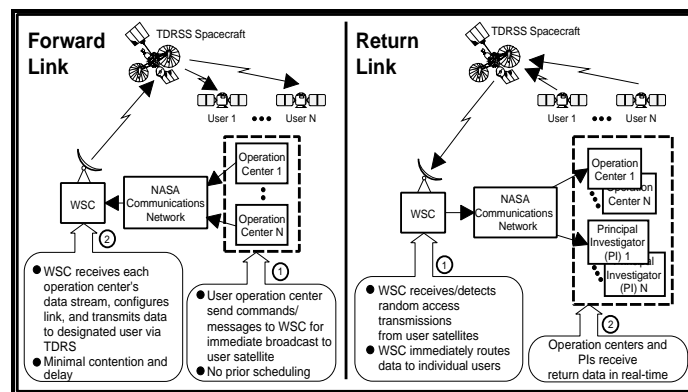 Forward
Link
TDRSS Spacecraft
User 1
User N
WSC
NASA
Communications
Network
Operation
Center 1
Operation
Center N
2
● WSC receives each
operation center's
data stream, configures
link, and transmits data
to designated user via
TDRS
● Minimal contention and
delay
1
● User operation center
send commands/
messages to WSC for
immediate broadcast to
user satellite
● No prior scheduling
Return
Link
TDRSS Spacecraft
User 1
User N
WSC
NASA
Communications
Network
Operation
Center 1
Center N
Principal
Investigator
(PI) 1
Investigator
(PI) N
1
● WSC receives/detects
random access
transmissions
from user satellites
● WSC immediately routes
data to individual users
2
Operation centers and
PIs receive
return data in real-time